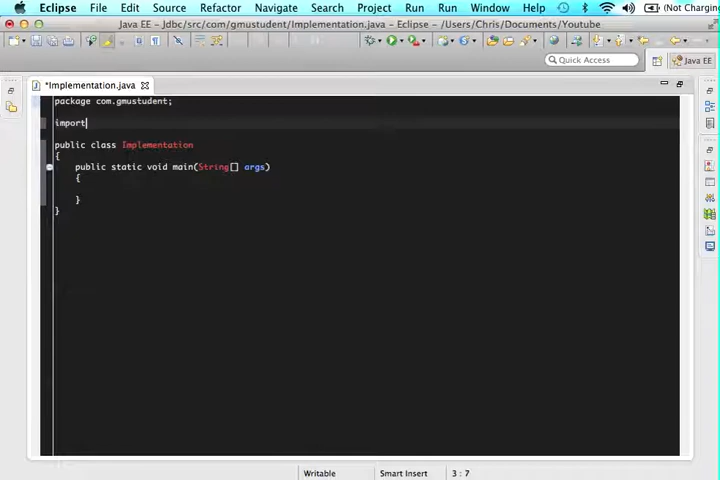 Eclipse File Edit Source Refactor Navigate Search Project Run Run Window Help (Not Charging
Java EE - Jdbc/src/com/gmustudent/Implementation.java - Eclipse - /Users/Chris/Documents/Youtube
Quick Access Java EE
*Implementation.java
package com.gmustudent;
import
public class Implementation
{
public static void main(String[] args)
{
}
}
Writable Smart Insert 3 : 7